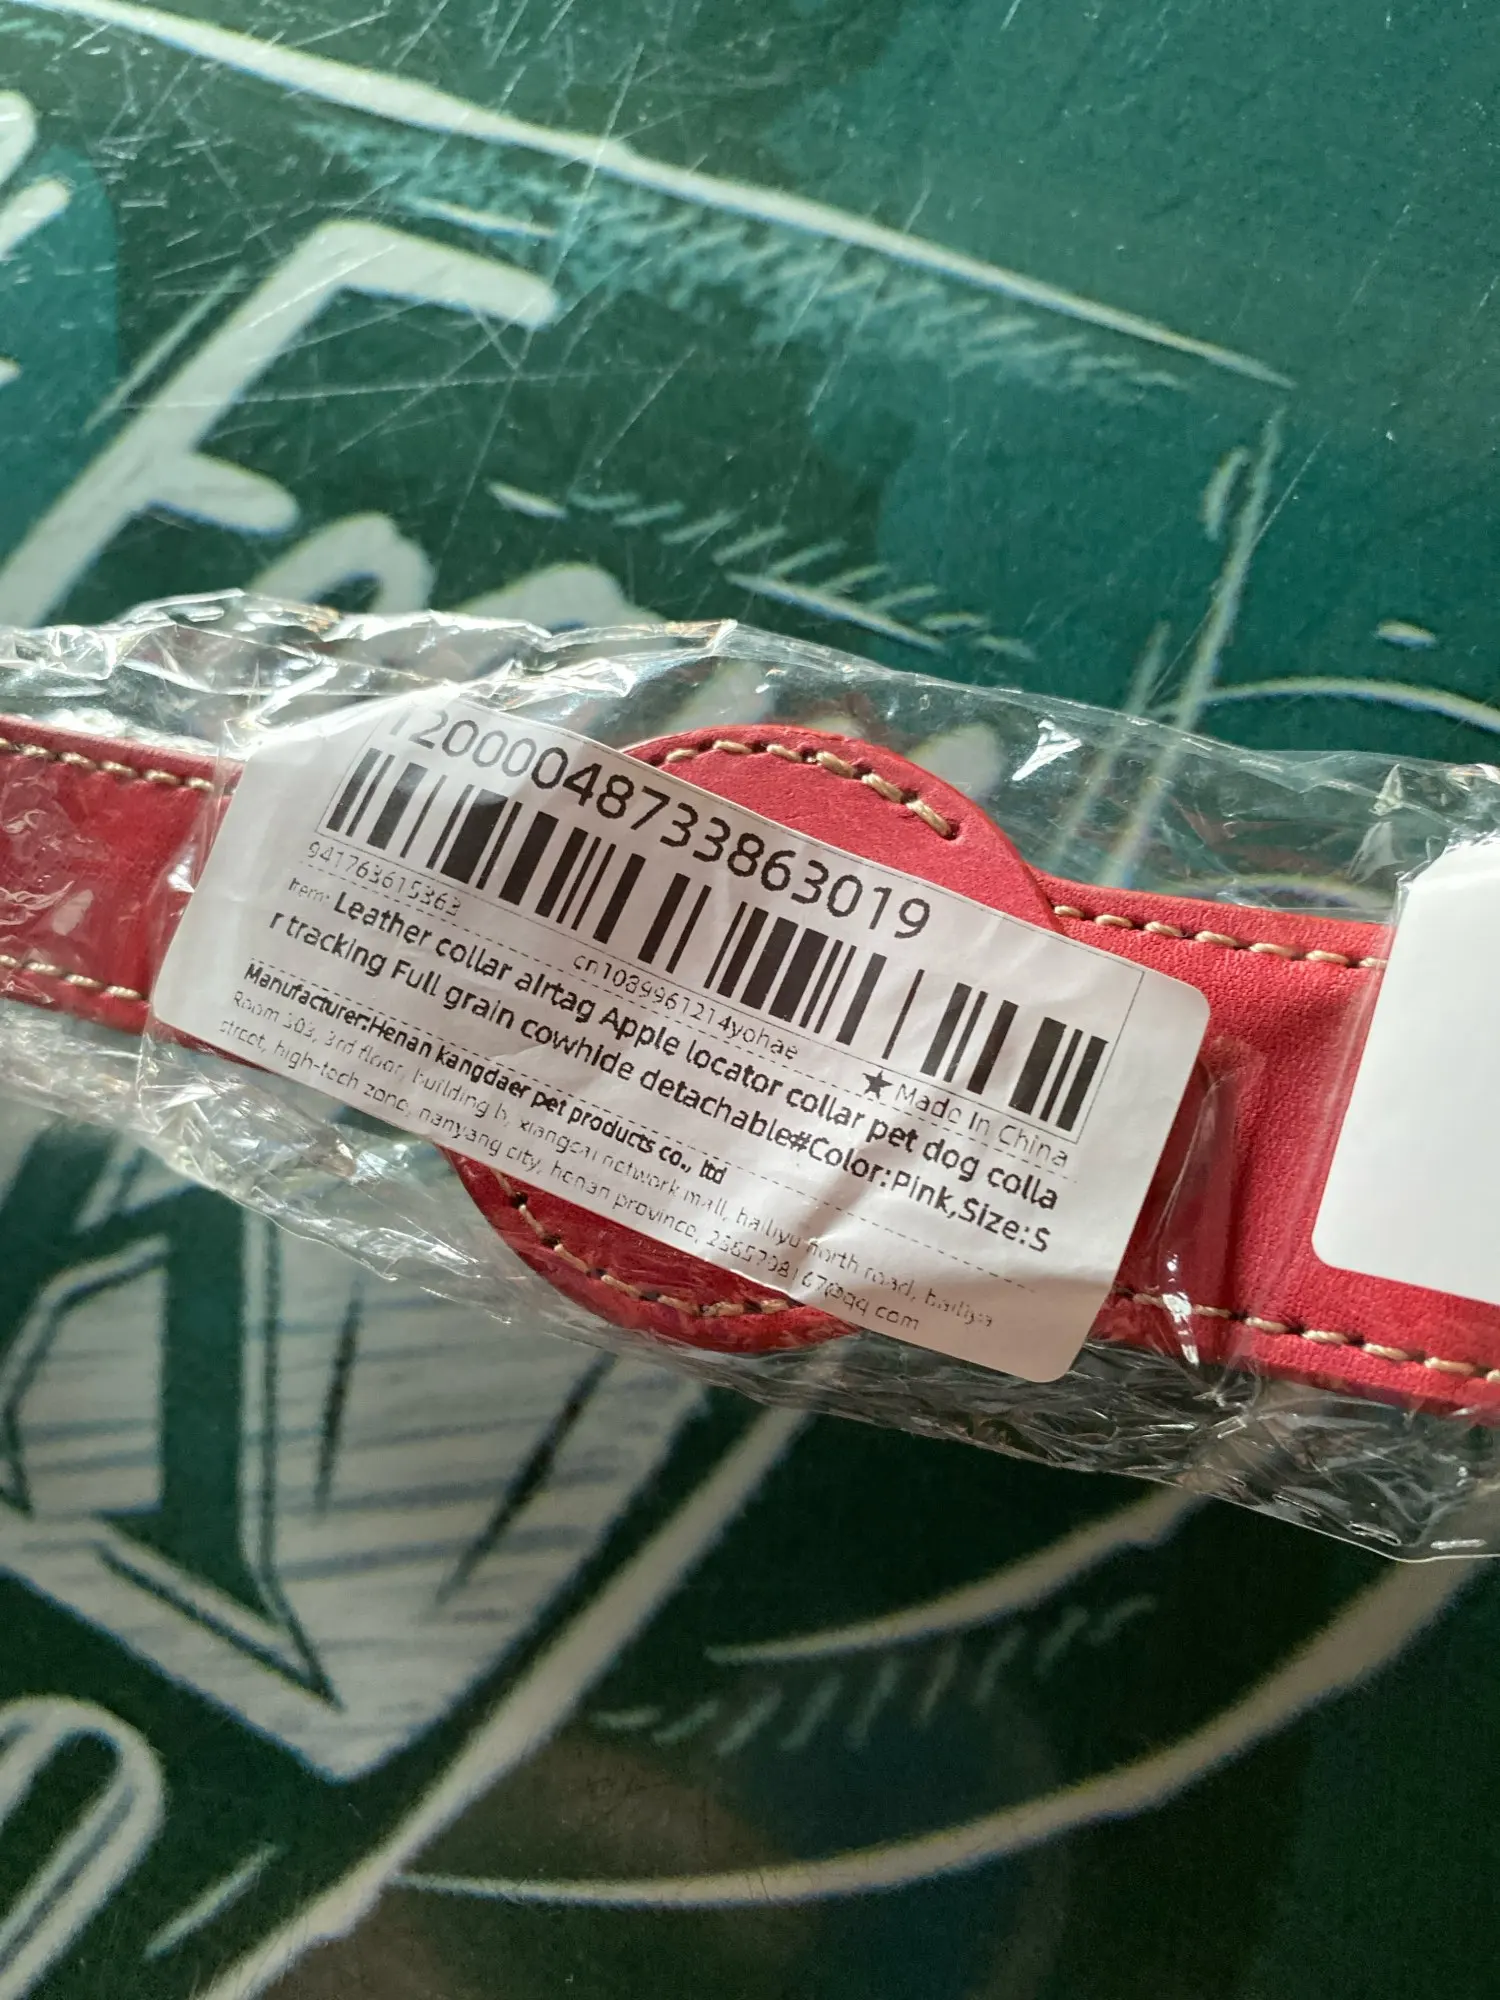 12000048733863019
941763615363 cn1089961214yohae ★ Made In China
Item: Leather collar airtag Apple locator collar pet dog colla
r tracking Full grain cowhide detachable#Color:Pink,Size:S
Manufacturer:Henan kangdaer pet products co., ltd
Room 303, 3rd floor, building b, xiangcai network mall, hailiyu north road, hailiya
street, high-tech zone, nanyang city, henan province,